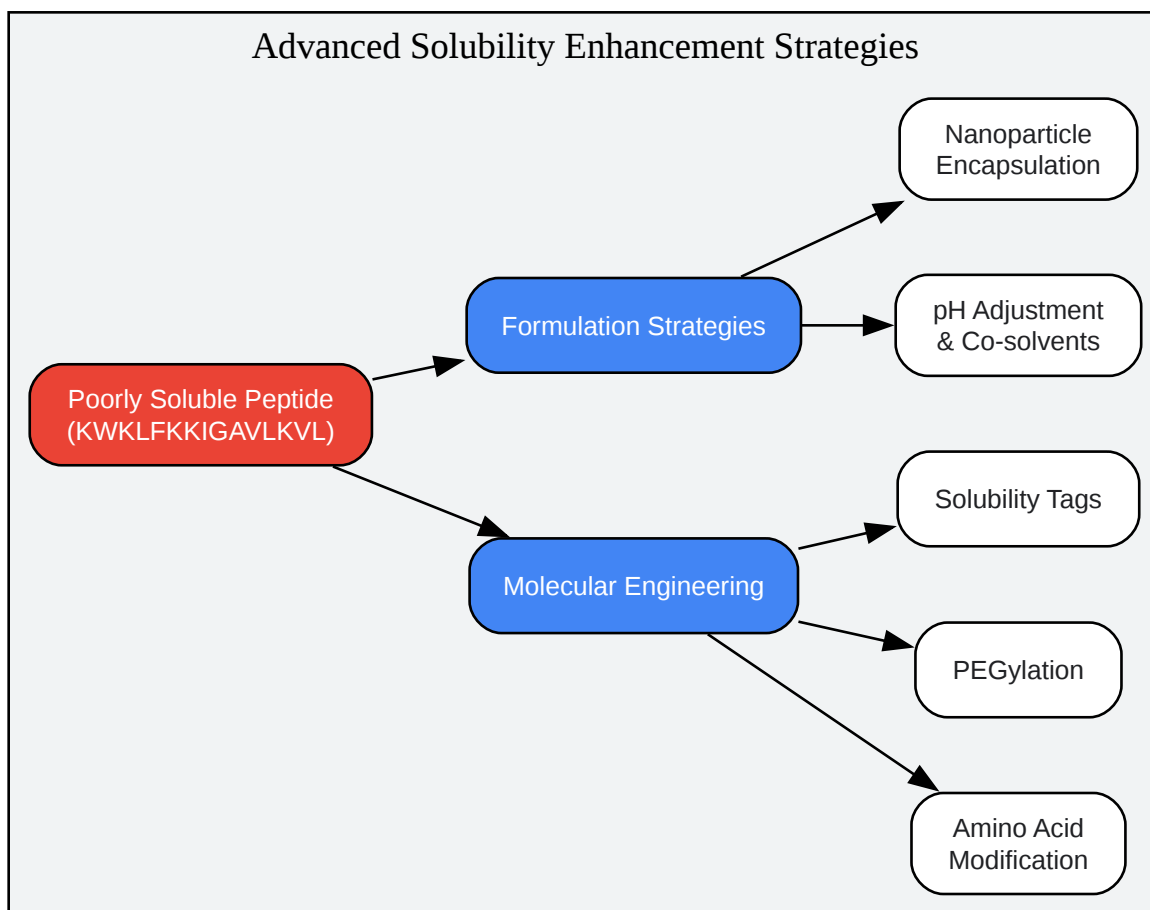 Advanced Solubility Enhancement Strategies
Nanoparticle
Encapsulation
Formulation Strategies
pH Adjustment
& Co-solvents
Poorly Soluble Peptide
(KWKLFKKIGAVLKVL)
Solubility Tags
Molecular Engineering
PEGylation
Amino Acid
Modification